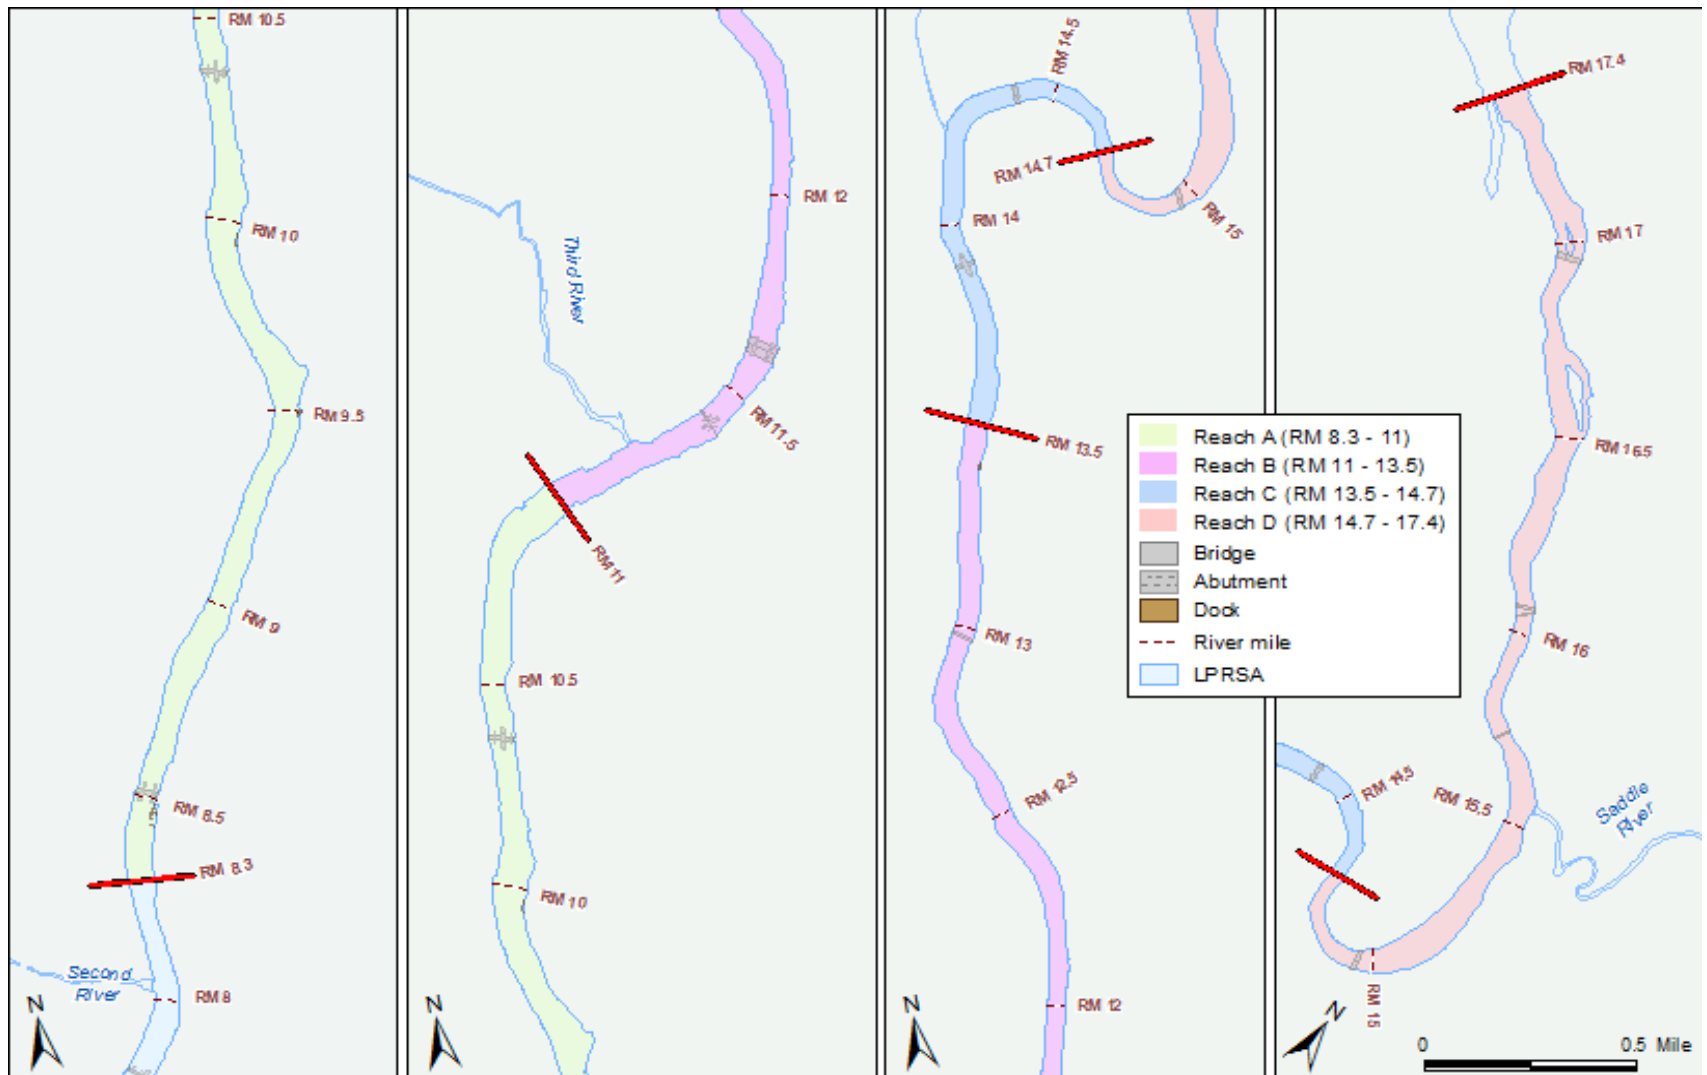 RM 10.5
RM 10
RM 9.5
RM 9
RM 8.5
RM 8.3
Second
River
RM 8
N
RM 12
Third River
RM 11.5
RM 11
RM 10.5
RM 10
N
RM 14.5
RM 14.7
RM 15
RM 14
RM 13.5
RM 13
RM 12.5
RM 12
N
RM 17.4
RM 17
RM 16.5
Reach A (RM 8.3 - 11)
Reach B (RM 11 - 13.5)
Reach C (RM 13.5 - 14.7)
Reach D (RM 14.7 - 17.4)
Bridge
Abutment
Dock
River mile
LPRSA
RM 16
RM 14.5
RM 15.5
Saddle
River
RM 15
N
0
0.5 Mile